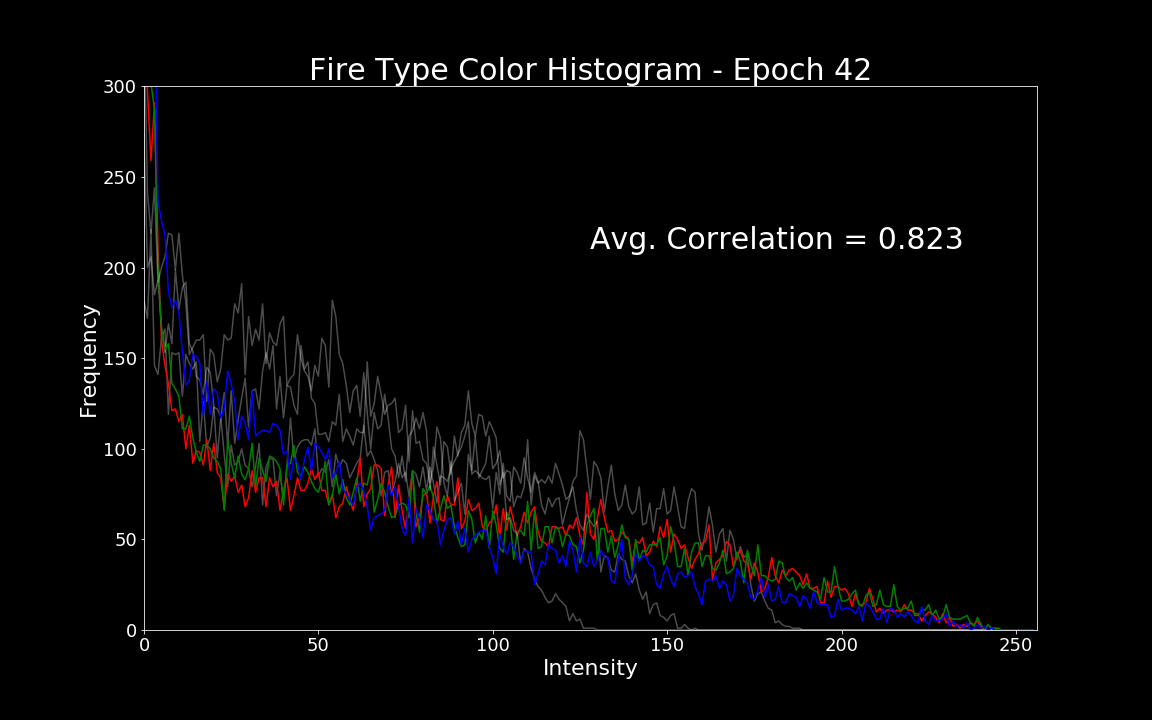 Fire Type Color Histogram - Epoch 42
300
250
200
150
100
50
0
Frequency
Avg. Correlation = 0.823
0 50 100 150 200 250
Intensity